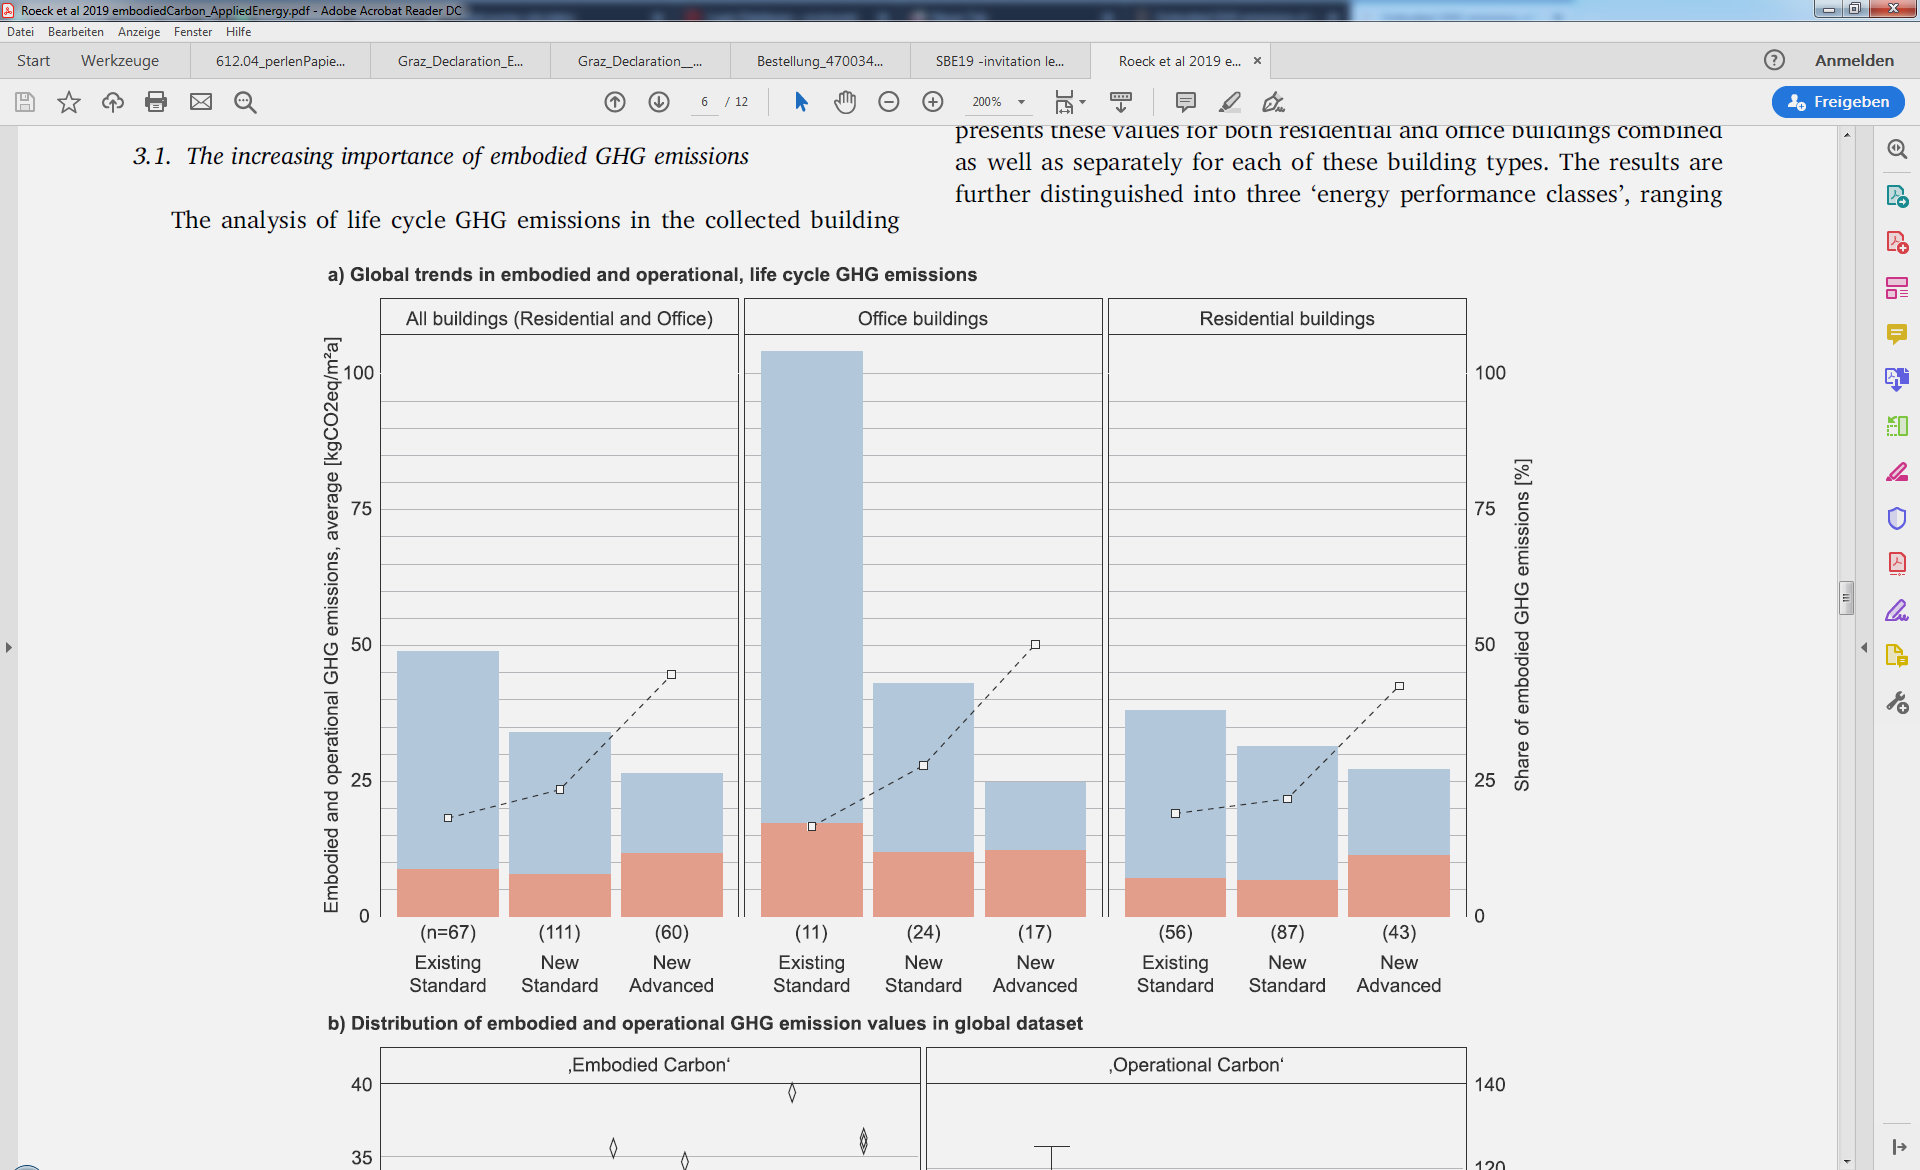 Roeck et al 2019 embodiedCarbon_AppliedEnergy.pdf - Adobe Acrobat Reader DC
Datei Bearbeiten Anzeige Fenster Hilfe
Start Werkzeuge 612.04_perlenPapie... Graz_Declaration_E... Graz_Declaration__... Bestellung_470034... SBE19 -invitation le... Roeck et al 2019 e... × Anmelden
6 / 12 200% Freigeben
3.1. The increasing importance of embodied GHG emissions
The analysis of life cycle GHG emissions in the collected building
presents these values for both residential and office buildings combined
as well as separately for each of these building types. The results are
further distinguished into three ‘energy performance classes’, ranging
a) Global trends in embodied and operational, life cycle GHG emissions
All buildings (Residential and Office) Office buildings Residential buildings
Embodied and operational GHG emissions, average [kgCO2eq/m²a]
100
75
50
25
0
100
75
50
25
0
Share of embodied GHG emissions [%]
(n=67) (111) (60) (11) (24) (17) (56) (87) (43)
Existing New New Existing New New Existing New New
Standard Standard Advanced Standard Standard Advanced Standard Standard Advanced
b) Distribution of embodied and operational GHG emission values in global dataset
‚Embodied Carbon‘ ‚Operational Carbon‘
40 140
35 120